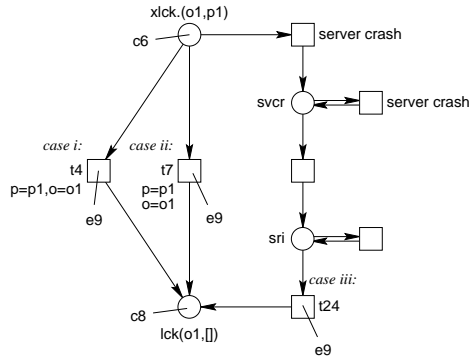 xlck.(o1,p1)
c6
server crash
svcr
server crash
case i:
case ii:
t4
t7
p=p1,o=o1
p=p1
o=o1
e9
e9
sri
case iii:
c8
t24
lck(o1,[])
e9